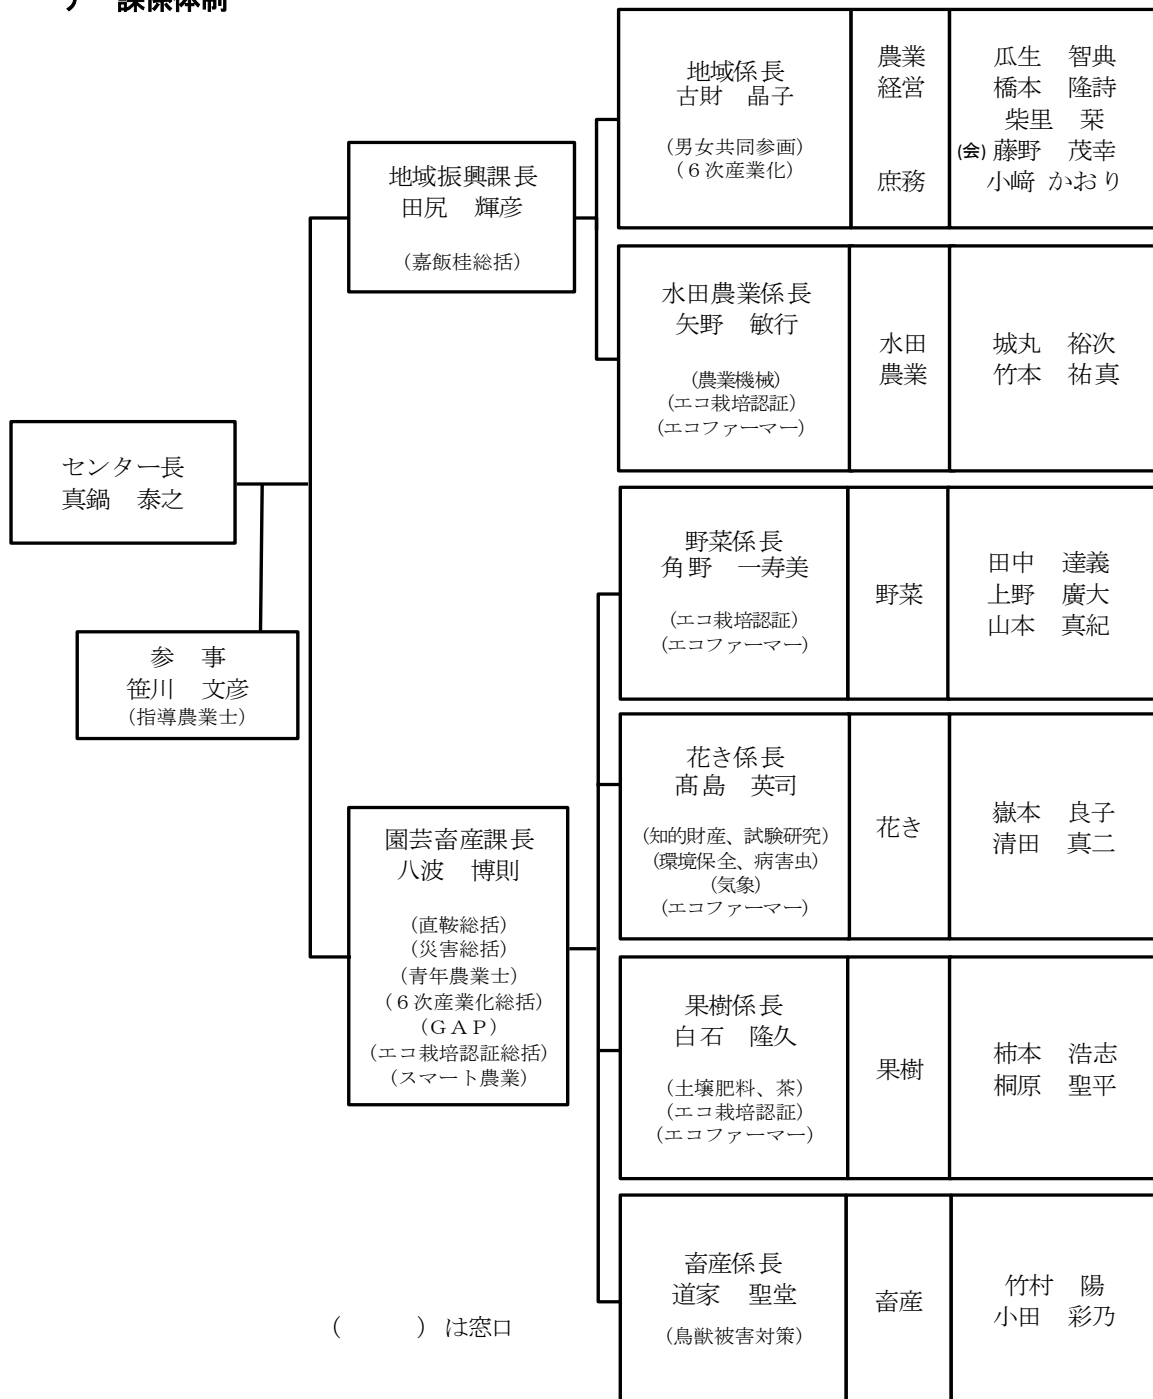 課係体制
センター長
真鍋　泰之
参　事
笹川　文彦
(指導農業士)
地域振興課長
田尻　輝彦
(嘉飯桂総括)
地域係長
古財　晶子
(男女共同参画)
(６次産業化)
農業
経営
庶務
瓜生　智典
橋本　隆詩
柴里　栞
(会) 藤野　茂幸
小﨑 かおり
水田農業係長
矢野　敏行
(農業機械)
(エコ栽培認証)
(エコファーマー)
水田
農業
城丸　裕次
竹本　祐真
園芸畜産課長
八波　博則
(直鞍総括)
(災害総括)
(青年農業士)
(６次産業化総括)
(ＧＡＰ)
(エコ栽培認証総括)
(スマート農業)
野菜係長
角野　一寿美
(エコ栽培認証)
(エコファーマー)
野菜
田中　達義
上野　廣大
山本　真紀
花き係長
髙島　英司
(知的財産、試験研究)
(環境保全、病害虫)
(気象)
(エコファーマー)
花き
嶽本　良子
清田　真二
果樹係長
白石　隆久
(土壌肥料、茶)
(エコ栽培認証)
(エコファーマー)
果樹
柿本　浩志
桐原　聖平
畜産係長
道家　聖堂
(鳥獣被害対策)
畜産
竹村　陽
小田　彩乃
(　　　) は窓口